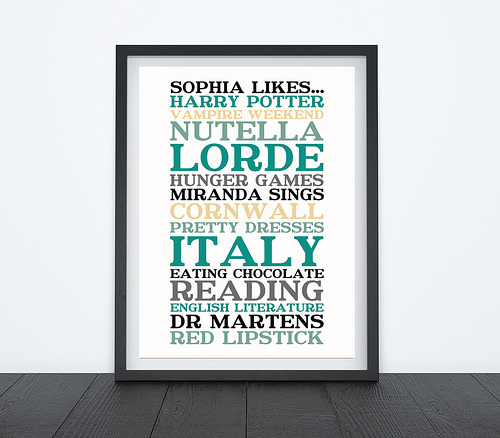 SOPHIA LIKES...
HARRY POTTER
VAMPIRE WEEKEND
NUTELLA
LORDE
HUNGER GAMES
MIRANDA SINGS
CORNWALL
PRETTY DRESSES
ITALY
EATING CHOCOLATE
READING
ENGLISH LITERATURE
DR MARTENS
RED LIPSTICK